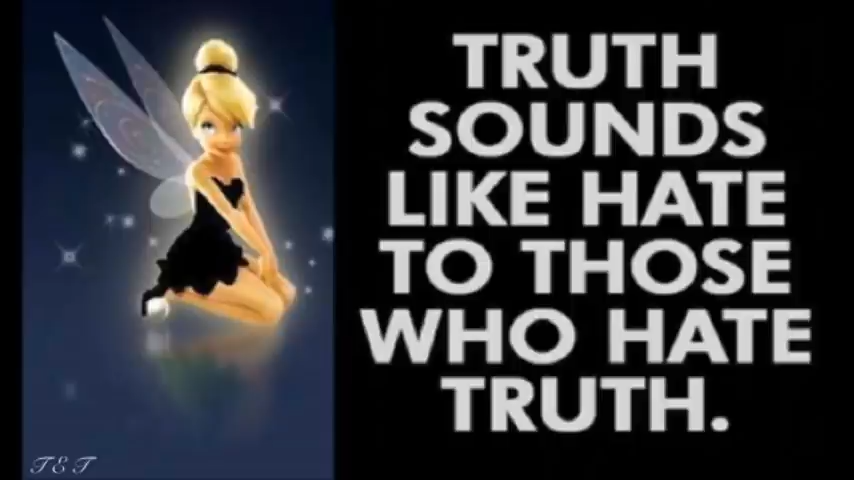 TRUTH
SOUNDS
LIKE HATE
TO THOSE
WHO HATE
TRUTH.
T & T